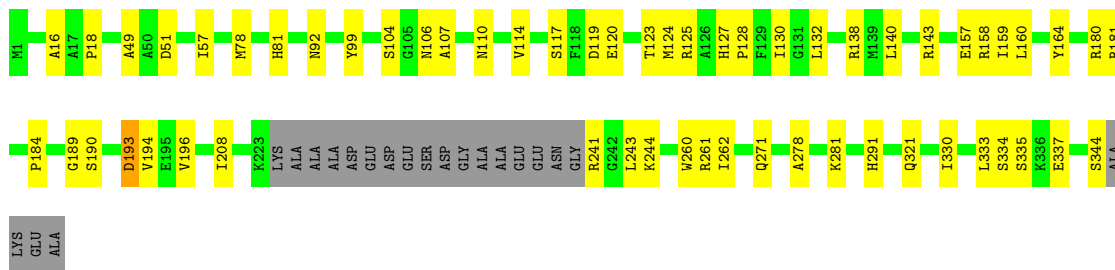 M1 A16 A17 P18 A49 A50 D51 I57 M78 H81 N92 Y99 S104 G105 N106 A107 N110 V114 S117 F118 D119 E120 T123 M124 R125 A126 H127 P128 F129 I130 G131 L132 R138 M139 L140 R143 E157 R158 I159 L160 Y164 R180
P184 G189 S190 D193 V194 E195 V196 I208 K223 LYS ALA ALA ALA ASP GLU ASP GLU SER ASP GLY ALA ALA GLU GLU ASN GLY R241 G242 L243 K244 W260 R261 I262 Q271 A278 K281 H291 Q321 I330 L333 S334 S335 K336 E337 S344 ALA
LYS GLU ALA